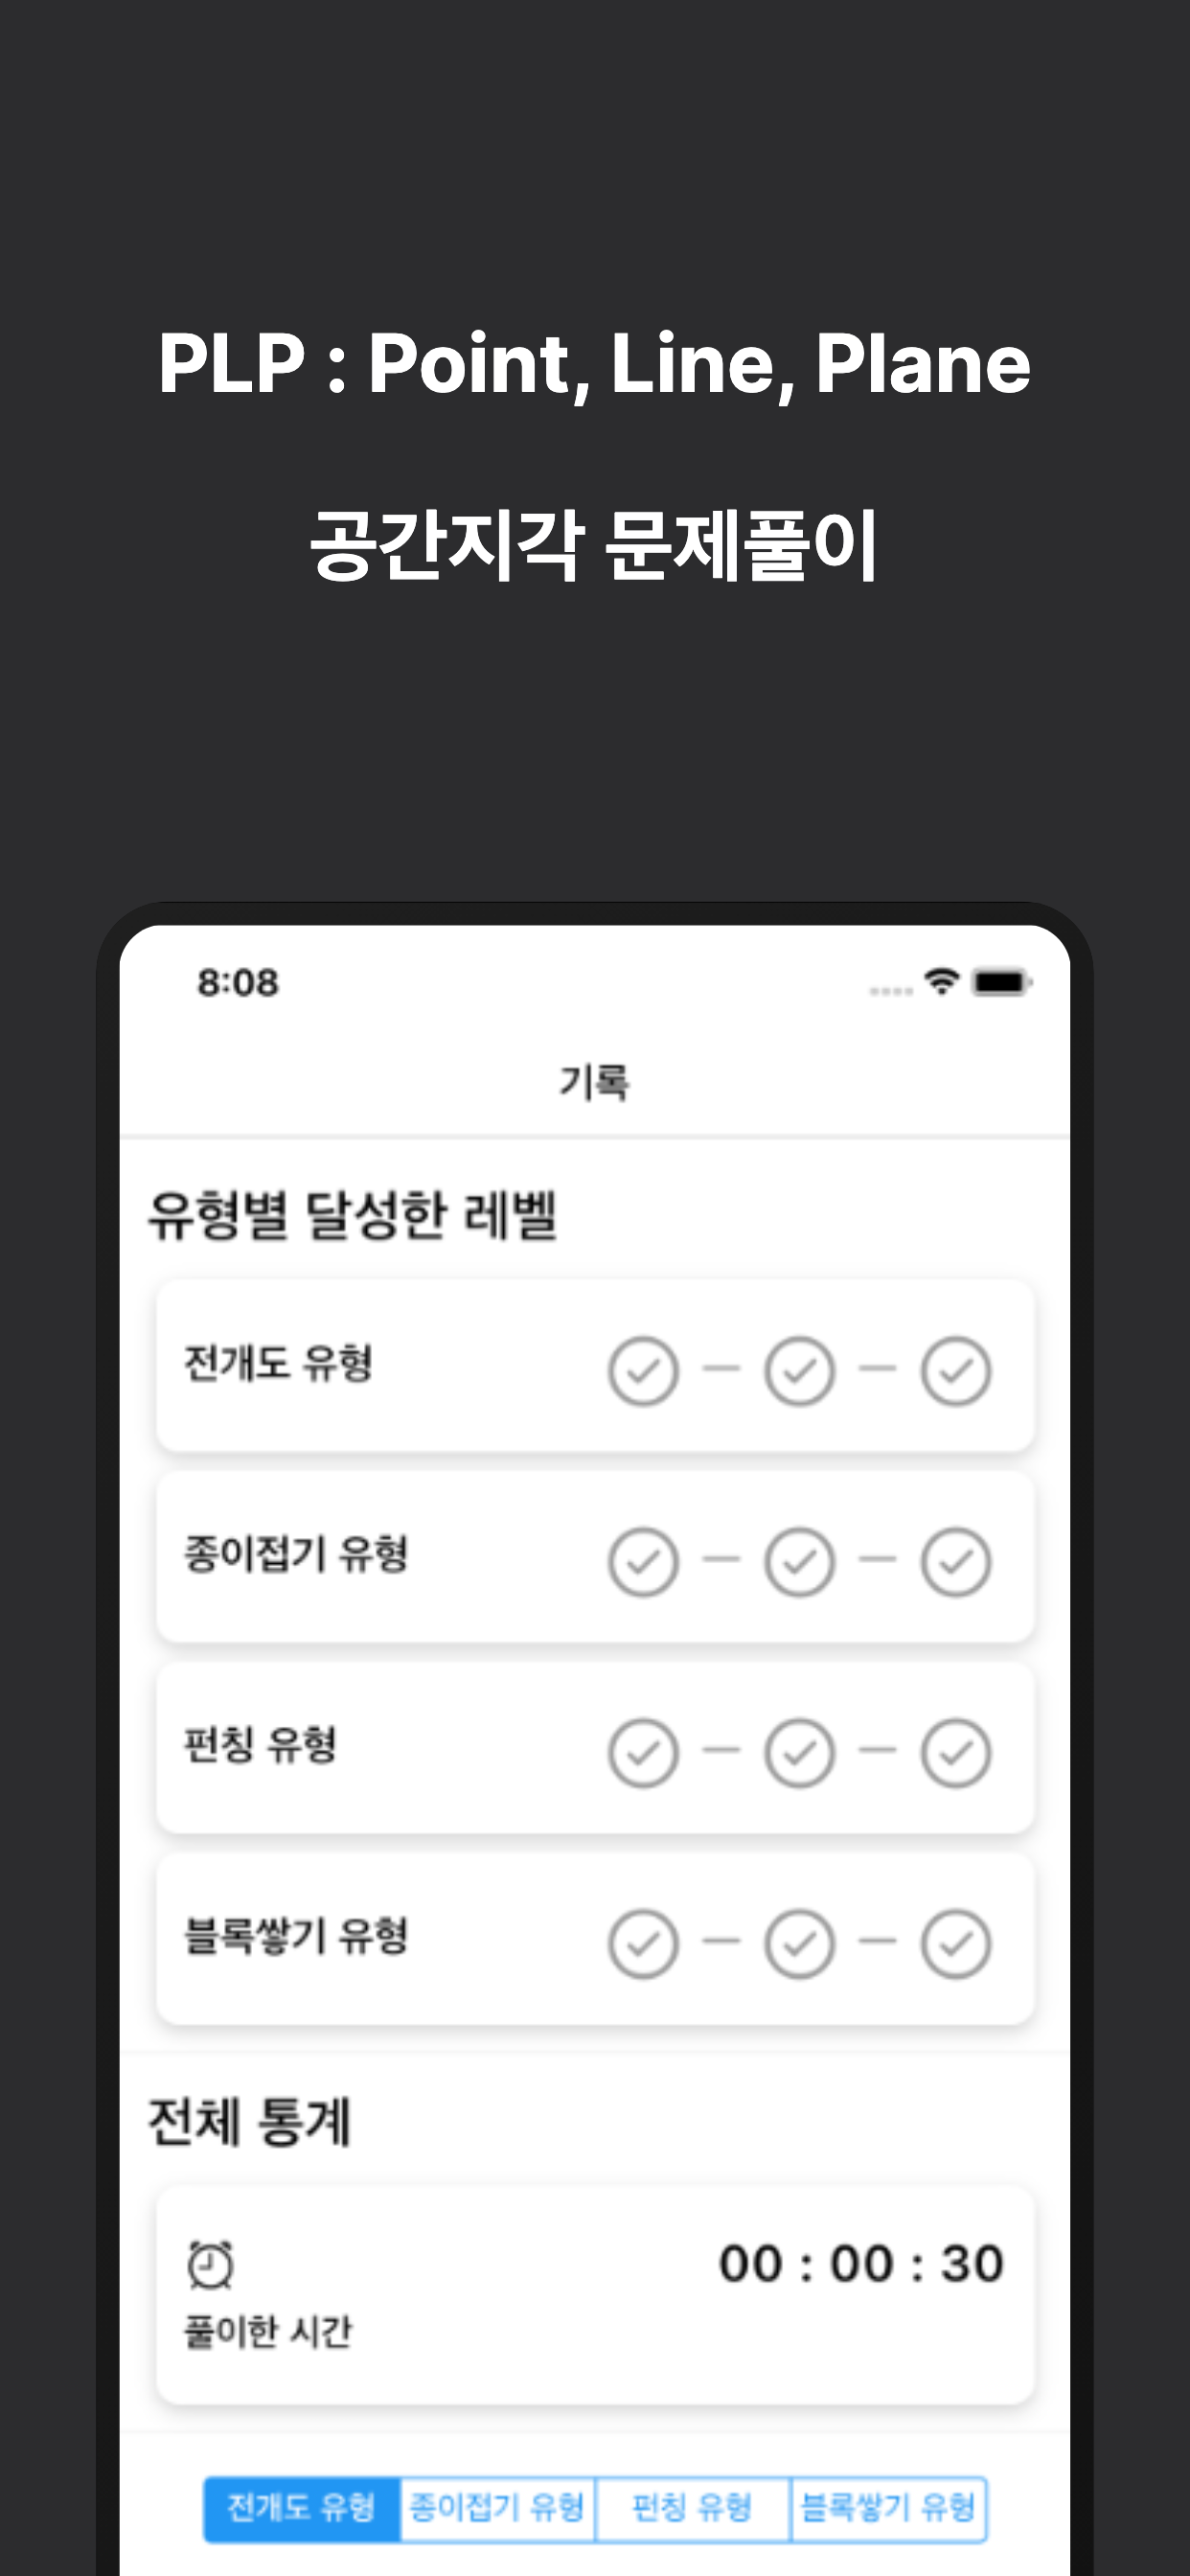 PLP : Point, Line, Plane
공간지각 문제풀이
8:08
기록
유형별 달성한 레벨
전개도 유형
종이접기 유형
펀칭 유형
블록쌓기 유형
전체 통계
00 : 00 : 30
풀이한 시간
전개도 유형 종이접기 유형 펀칭 유형 블록쌓기 유형